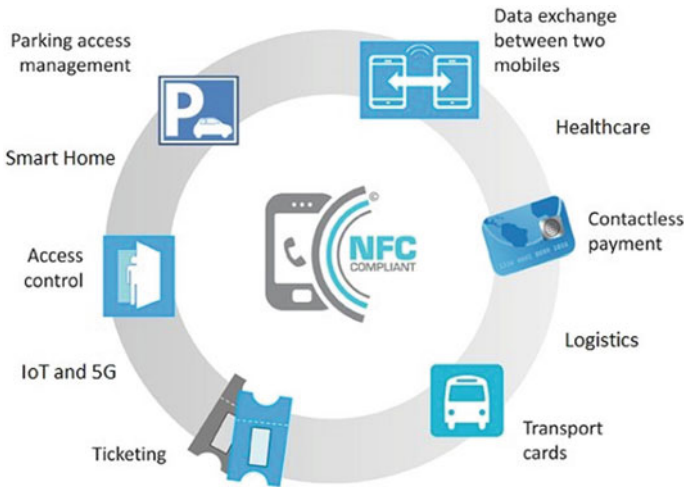 Parking access
management
Data exchange
between two
mobiles
Healthcare
Smart Home
Contactless
payment
Access
control
©
NFC
COMPLIANT
Logistics
IoT and 5G
Transport
cards
Ticketing
P